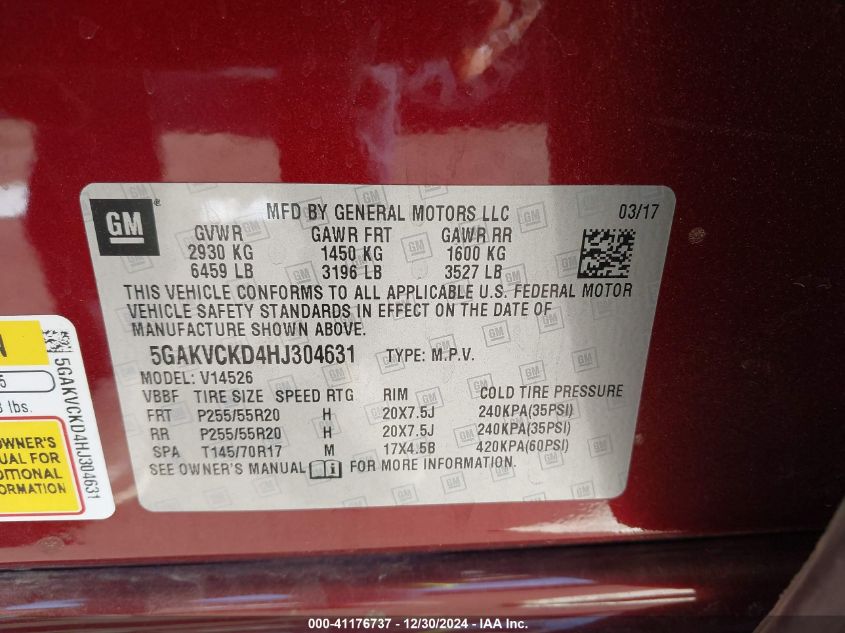 GM
MFD BY GENERAL MOTORS LLC 03/17
GVWR GAWR FRT GAWR RR
2930 KG 1450 KG 1600 KG
6459 LB 3196 LB 3527 LB
THIS VEHICLE CONFORMS TO ALL APPLICABLE U.S. FEDERAL MOTOR
VEHICLE SAFETY STANDARDS IN EFFECT ON THE DATE OF
MANUFACTURE SHOWN ABOVE.
5GAKVCKD4HJ304631 TYPE: M.P.V.
MODEL: V14526
VBBF TIRE SIZE SPEED RTG RIM COLD TIRE PRESSURE
FRT P255/55R20 H 20X7.5J 240KPA(35PSI)
RR P255/55R20 H 20X7.5J 240KPA(35PSI)
SPA T145/70R17 M 17X4.5B 420KPA(60PSI)
SEE OWNER'S MANUAL i FOR MORE INFORMATION.
N
5
lbs.
OWNER'S
UAL FOR
ITIONAL
ORMATION
5GAKVCKD4HJ304631
000-41176737 - 12/30/2024 - IAA Inc.